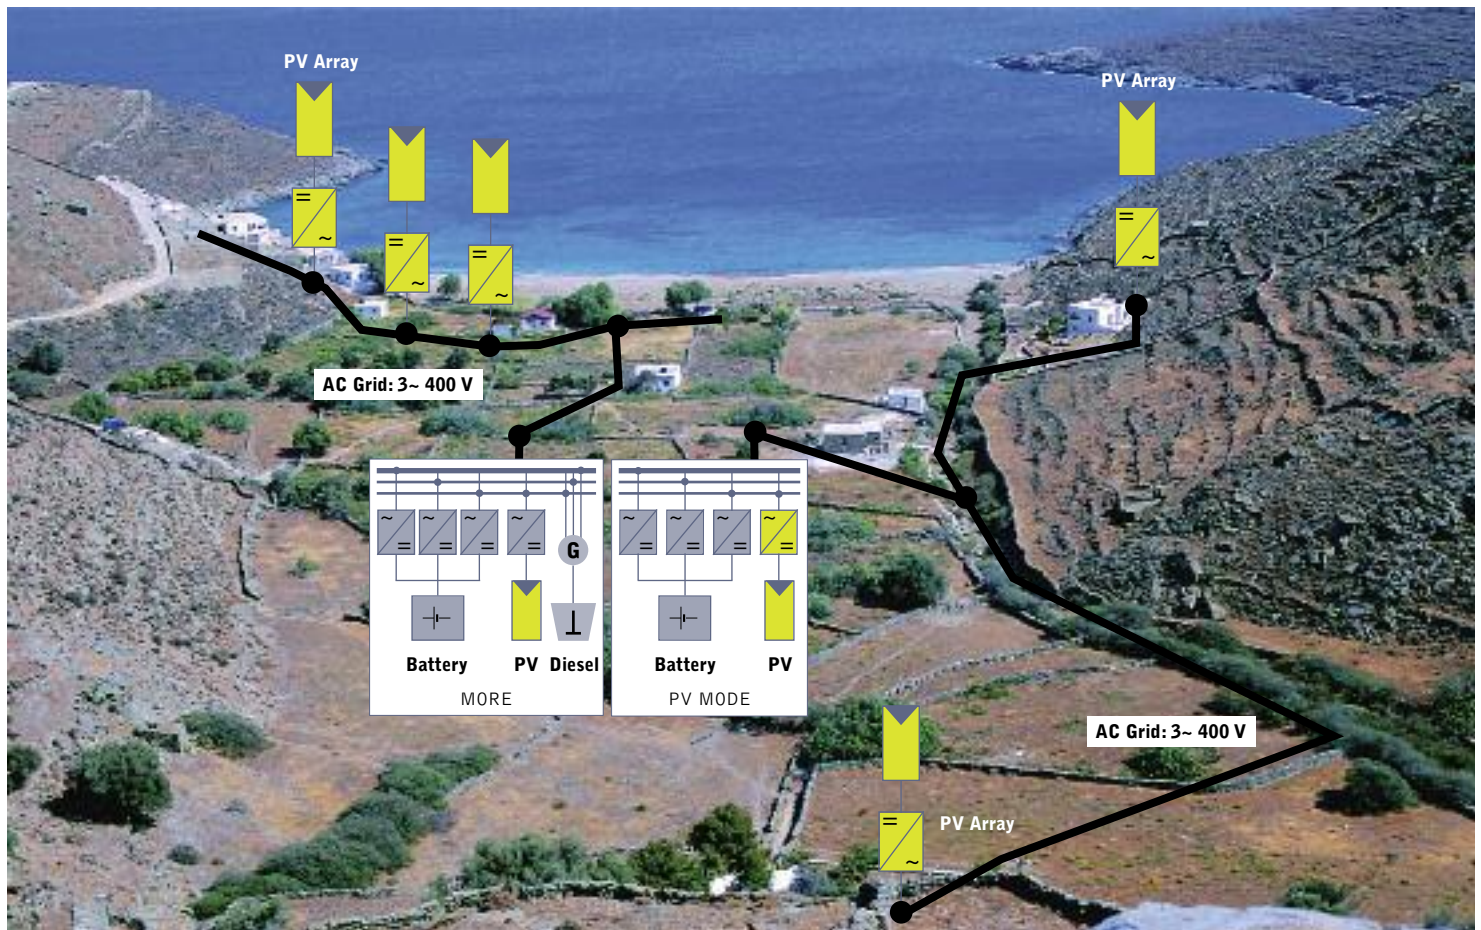 PV Array
PV Array
AC Grid: 3~ 400 V
G
Battery
PV
Diesel
MORE
Battery
PV
PV MODE
AC Grid: 3~ 400 V
PV Array